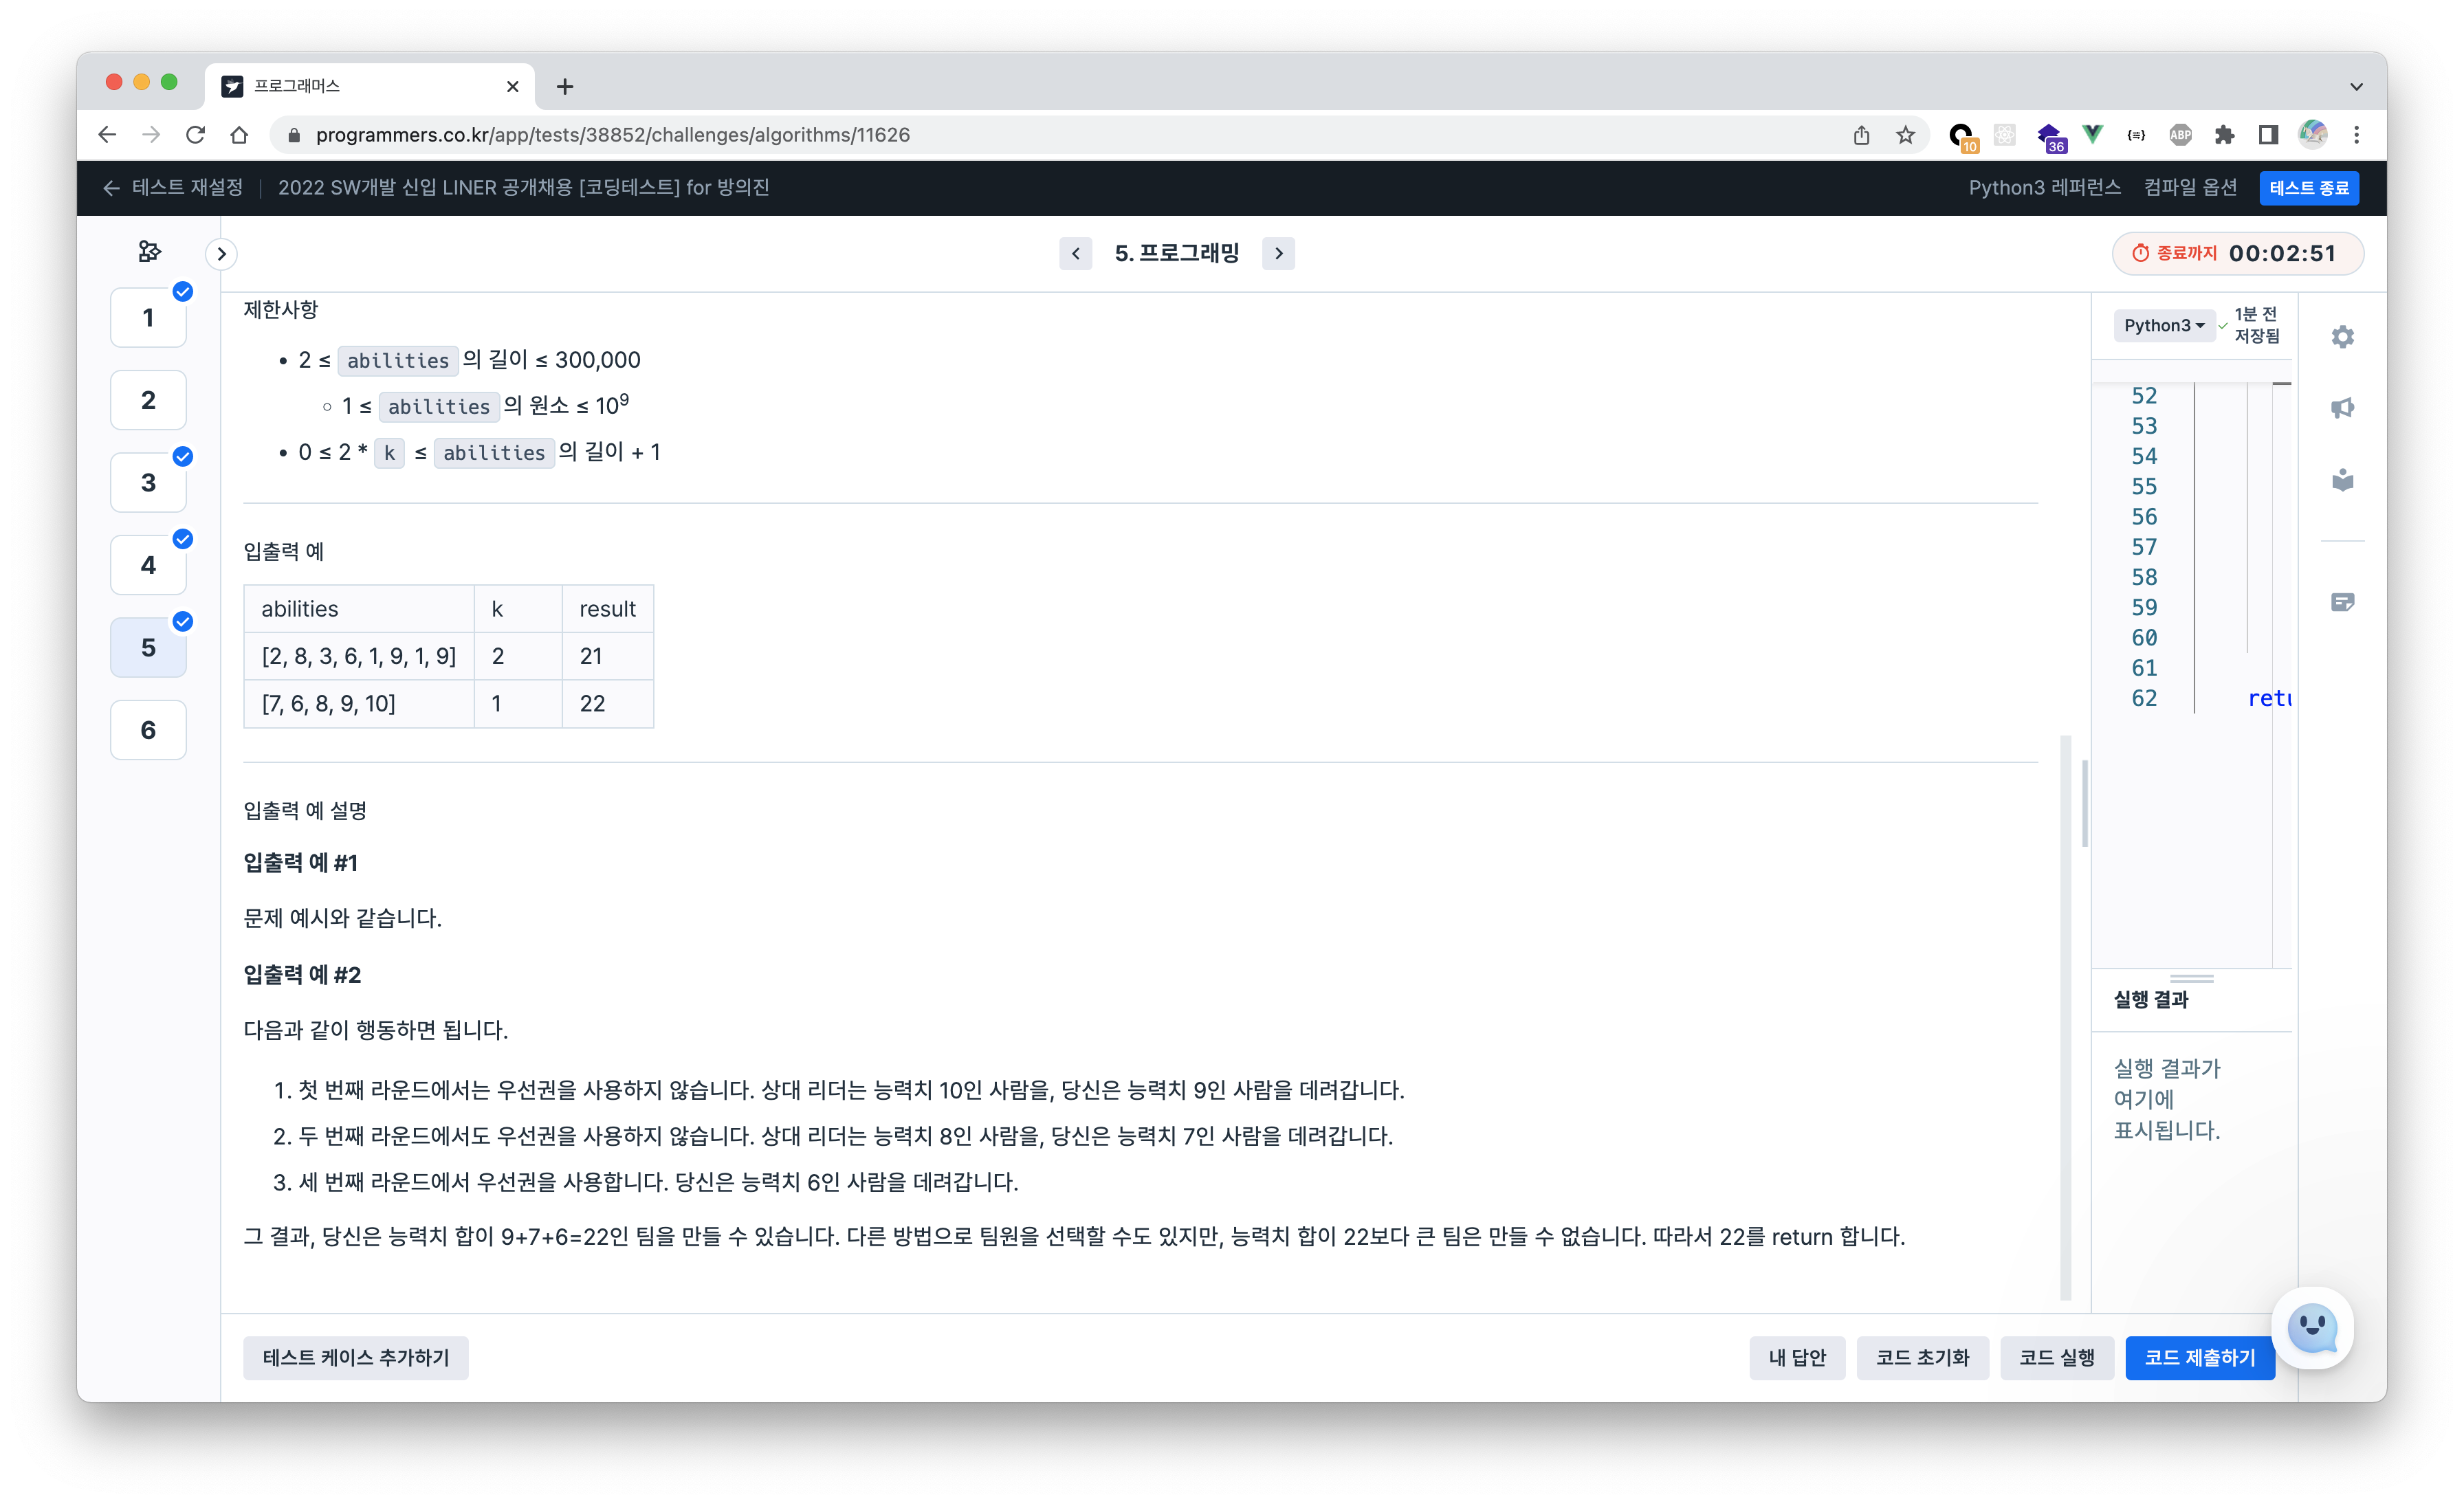 프로그래머스
programmers.co.kr/app/tests/38852/challenges/algorithms/11626
10
36
ABP
테스트 재설정 | 2022 SW개발 신입 LINER 공개채용 [코딩테스트] for 방의진
Python3 레퍼런스 컴파일 옵션 테스트 종료
5. 프로그래밍
종료까지 00:02:51
1
2
3
4
5
6
제한사항
• 2 ≤ abilities 의 길이 ≤ 300,000
◦ 1 ≤ abilities 의 원소 ≤ 10⁹
• 0 ≤ 2 * k ≤ abilities 의 길이 + 1
입출력 예
abilities k result
[2, 8, 3, 6, 1, 9, 1, 9] 2 21
[7, 6, 8, 9, 10] 1 22
입출력 예 설명
입출력 예 #1
문제 예시와 같습니다.
입출력 예 #2
다음과 같이 행동하면 됩니다.
1. 첫 번째 라운드에서는 우선권을 사용하지 않습니다. 상대 리더는 능력치 10인 사람을, 당신은 능력치 9인 사람을 데려갑니다.
2. 두 번째 라운드에서도 우선권을 사용하지 않습니다. 상대 리더는 능력치 8인 사람을, 당신은 능력치 7인 사람을 데려갑니다.
3. 세 번째 라운드에서 우선권을 사용합니다. 당신은 능력치 6인 사람을 데려갑니다.
그 결과, 당신은 능력치 합이 9+7+6=22인 팀을 만들 수 있습니다. 다른 방법으로 팀원을 선택할 수도 있지만, 능력치 합이 22보다 큰 팀은 만들 수 없습니다. 따라서 22를 return 합니다.
Python3
1분 전
저장됨
52
53
54
55
56
57
58
59
60
61
62 retu
실행 결과
실행 결과가
여기에
표시됩니다.
테스트 케이스 추가하기
내 답안 코드 초기화 코드 실행 코드 제출하기